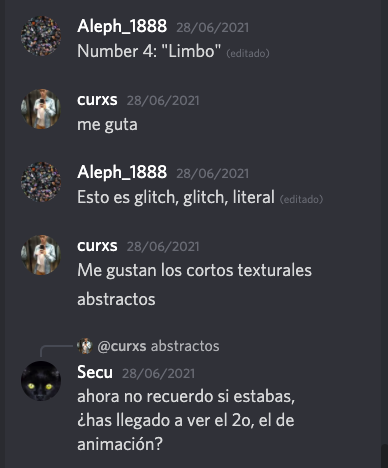 Aleph_1888 28/06/2021
Number 4: "Limbo" (editado)
curxs 28/06/2021
me guta
Aleph_1888 28/06/2021
Esto es glitch, glitch, literal (editado)
curxs 28/06/2021
Me gustan los cortos texturales
abstractos
@curxs abstractos
Secu 28/06/2021
ahora no recuerdo si estabas,
¿has llegado a ver el 2o, el de
animación?